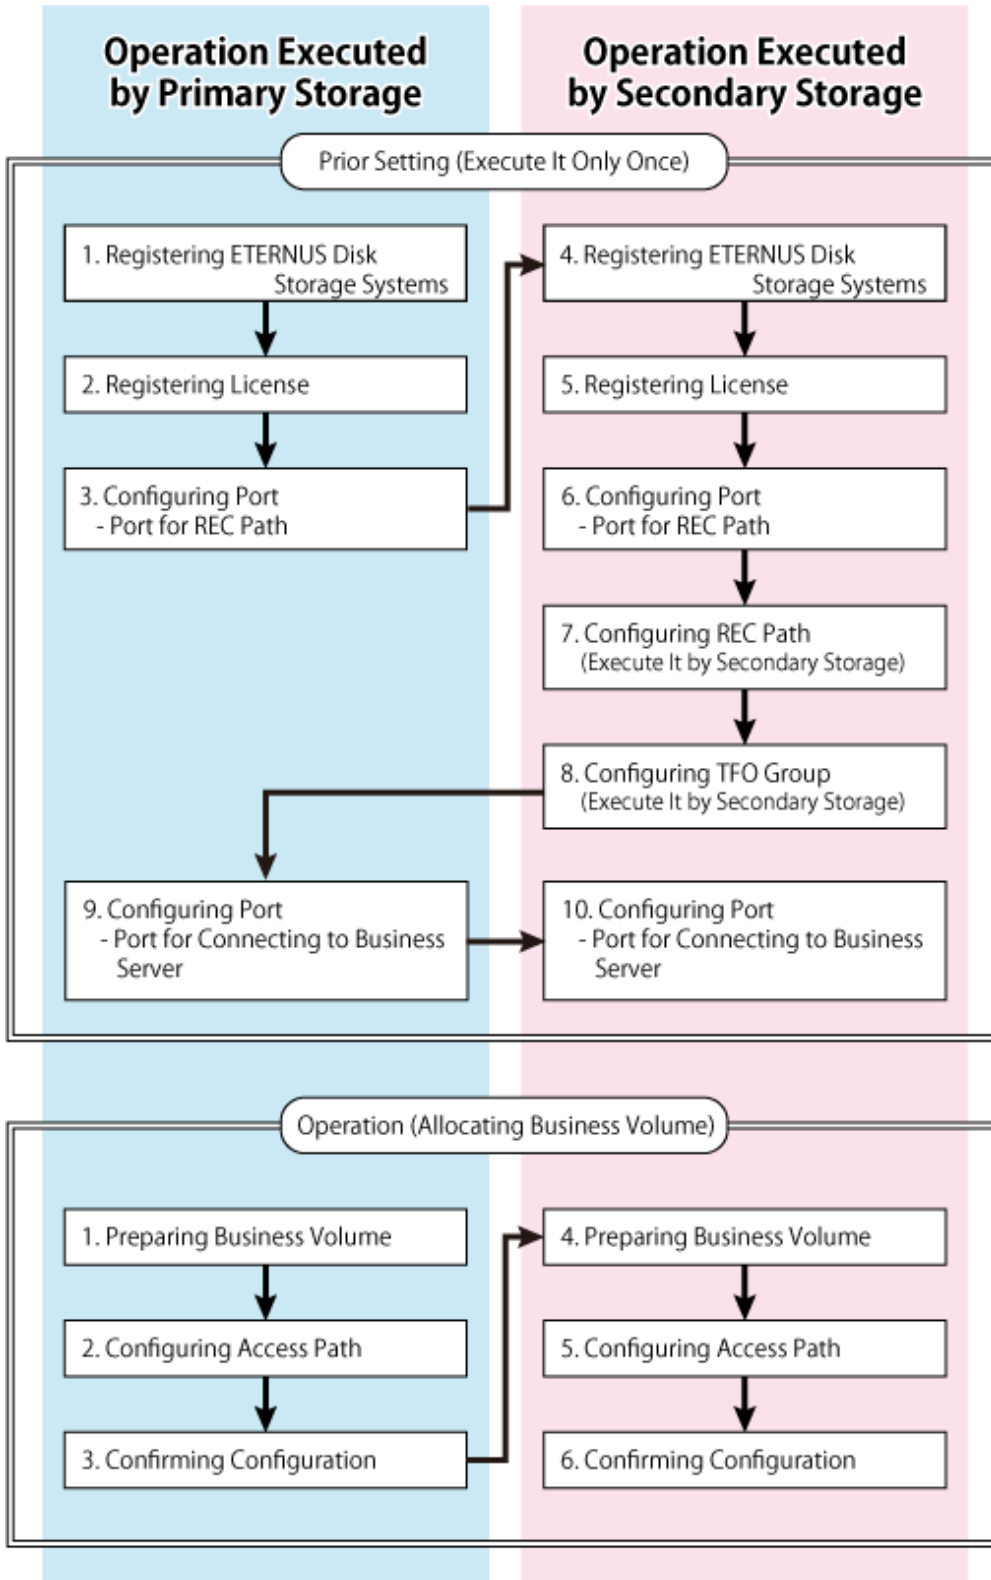 Operation Executed
by Primary Storage
Operation Executed
by Secondary Storage
Prior Setting (Execute It Only Once)
1. Registering ETERNUS Disk
Storage Systems
2. Registering License
3. Configuring Port
- Port for REC Path
4. Registering ETERNUS Disk
Storage Systems
5. Registering License
6. Configuring Port
- Port for REC Path
7. Configuring REC Path
(Execute It by Secondary Storage)
8. Configuring TFO Group
(Execute It by Secondary Storage)
9. Configuring Port
- Port for Connecting to Business
Server
10. Configuring Port
- Port for Connecting to Business
Server
Operation (Allocating Business Volume)
1. Preparing Business Volume
2. Configuring Access Path
3. Confirming Configuration
4. Preparing Business Volume
5. Configuring Access Path
6. Confirming Configuration